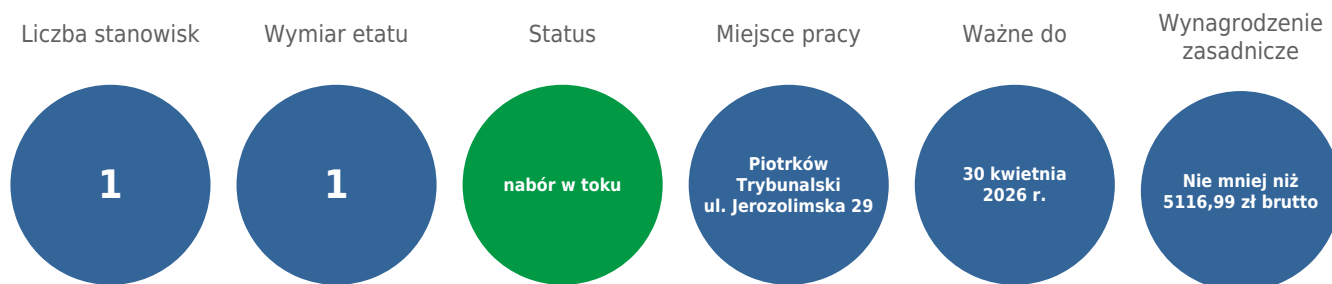 Liczba stanowisk
1
Wymiar etatu
1
Status
nabór w toku
Miejsce pracy
Piotrków
Trybunalski
ul. Jerozolimska 29
Ważne do
30 kwietnia
2026 r.
Wynagrodzenie
zasadnicze
Nie mniej niż
5116,99 zł brutto